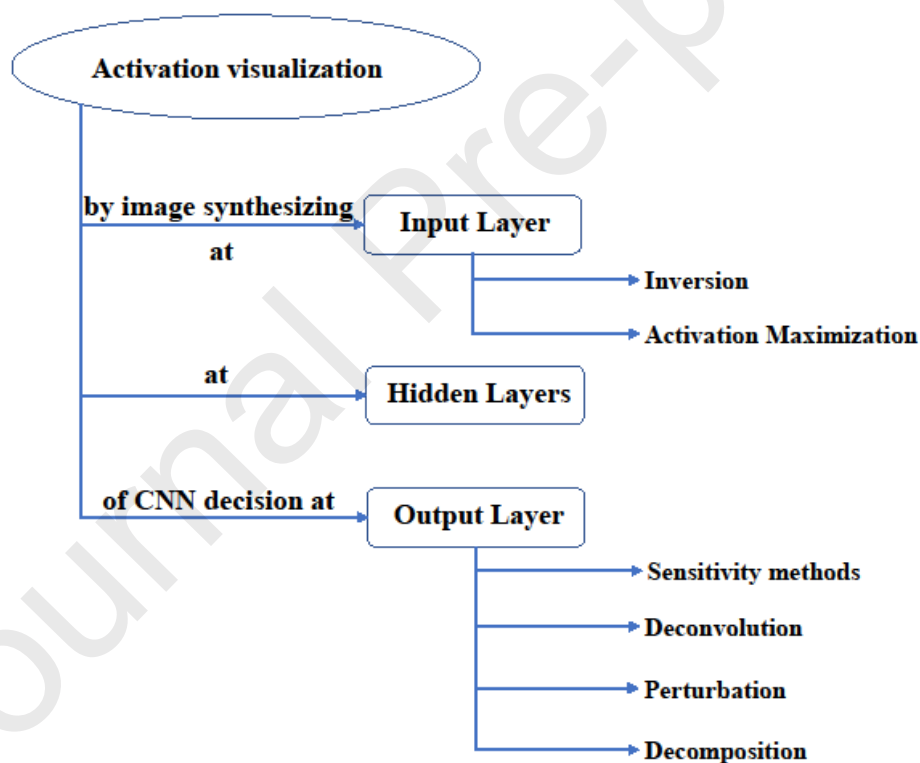 Journal Pre-p
Activation visualization
by image synthesizing
at
Input Layer
Inversion
Activation Maximization
at
Hidden Layers
of CNN decision at
Output Layer
Sensitivity methods
Deconvolution
Perturbation
Decomposition